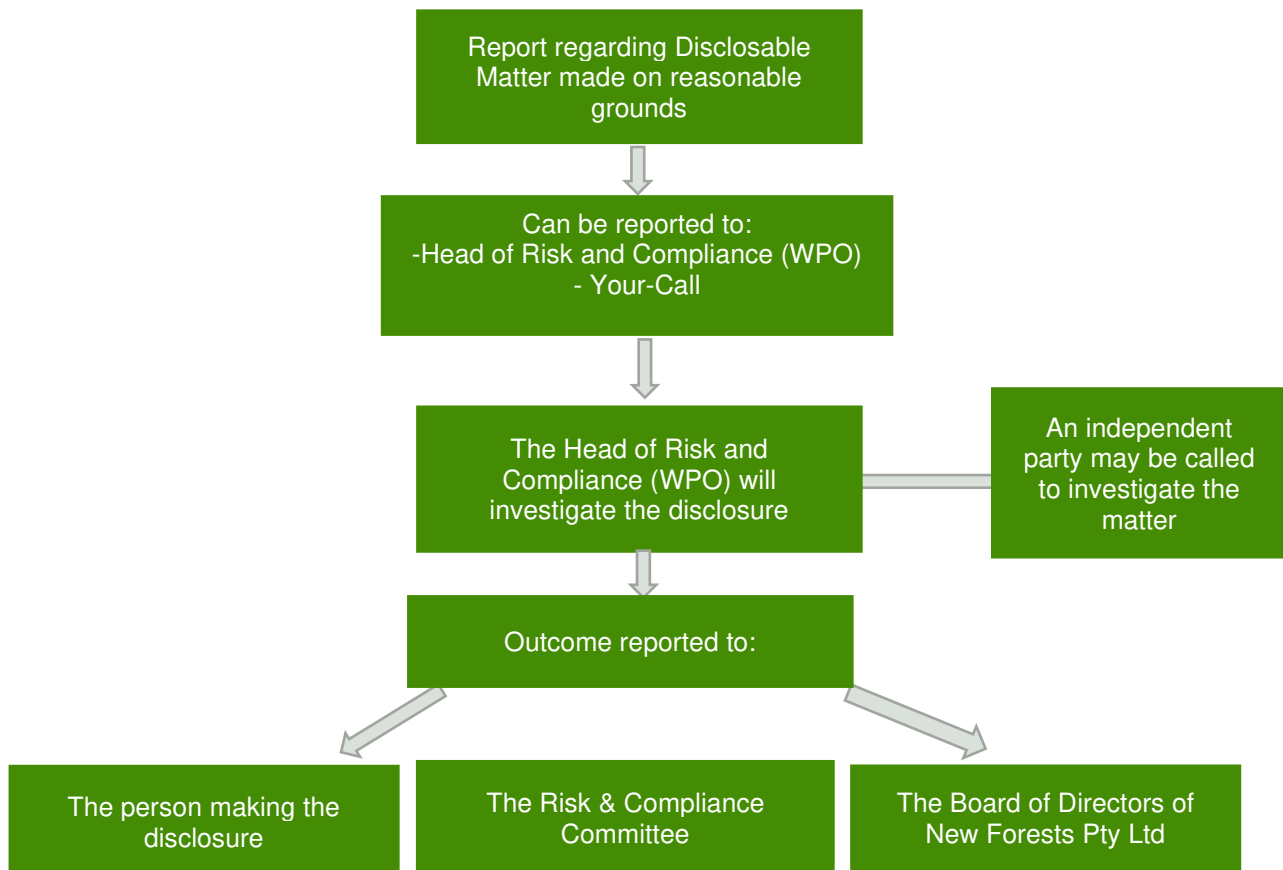 Report regarding Disclosable
Matter made on reasonable
grounds
Can be reported to:
-Head of Risk and Compliance (WPO)
- Your-Call
The Head of Risk and
Compliance (WPO) will
investigate the disclosure
An independent
party may be called
to investigate the
matter
Outcome reported to:
The person making the
disclosure
The Risk & Compliance
Committee
The Board of Directors of
New Forests Pty Ltd